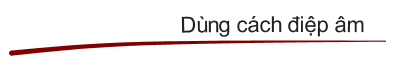 Dùng cách điệp âm